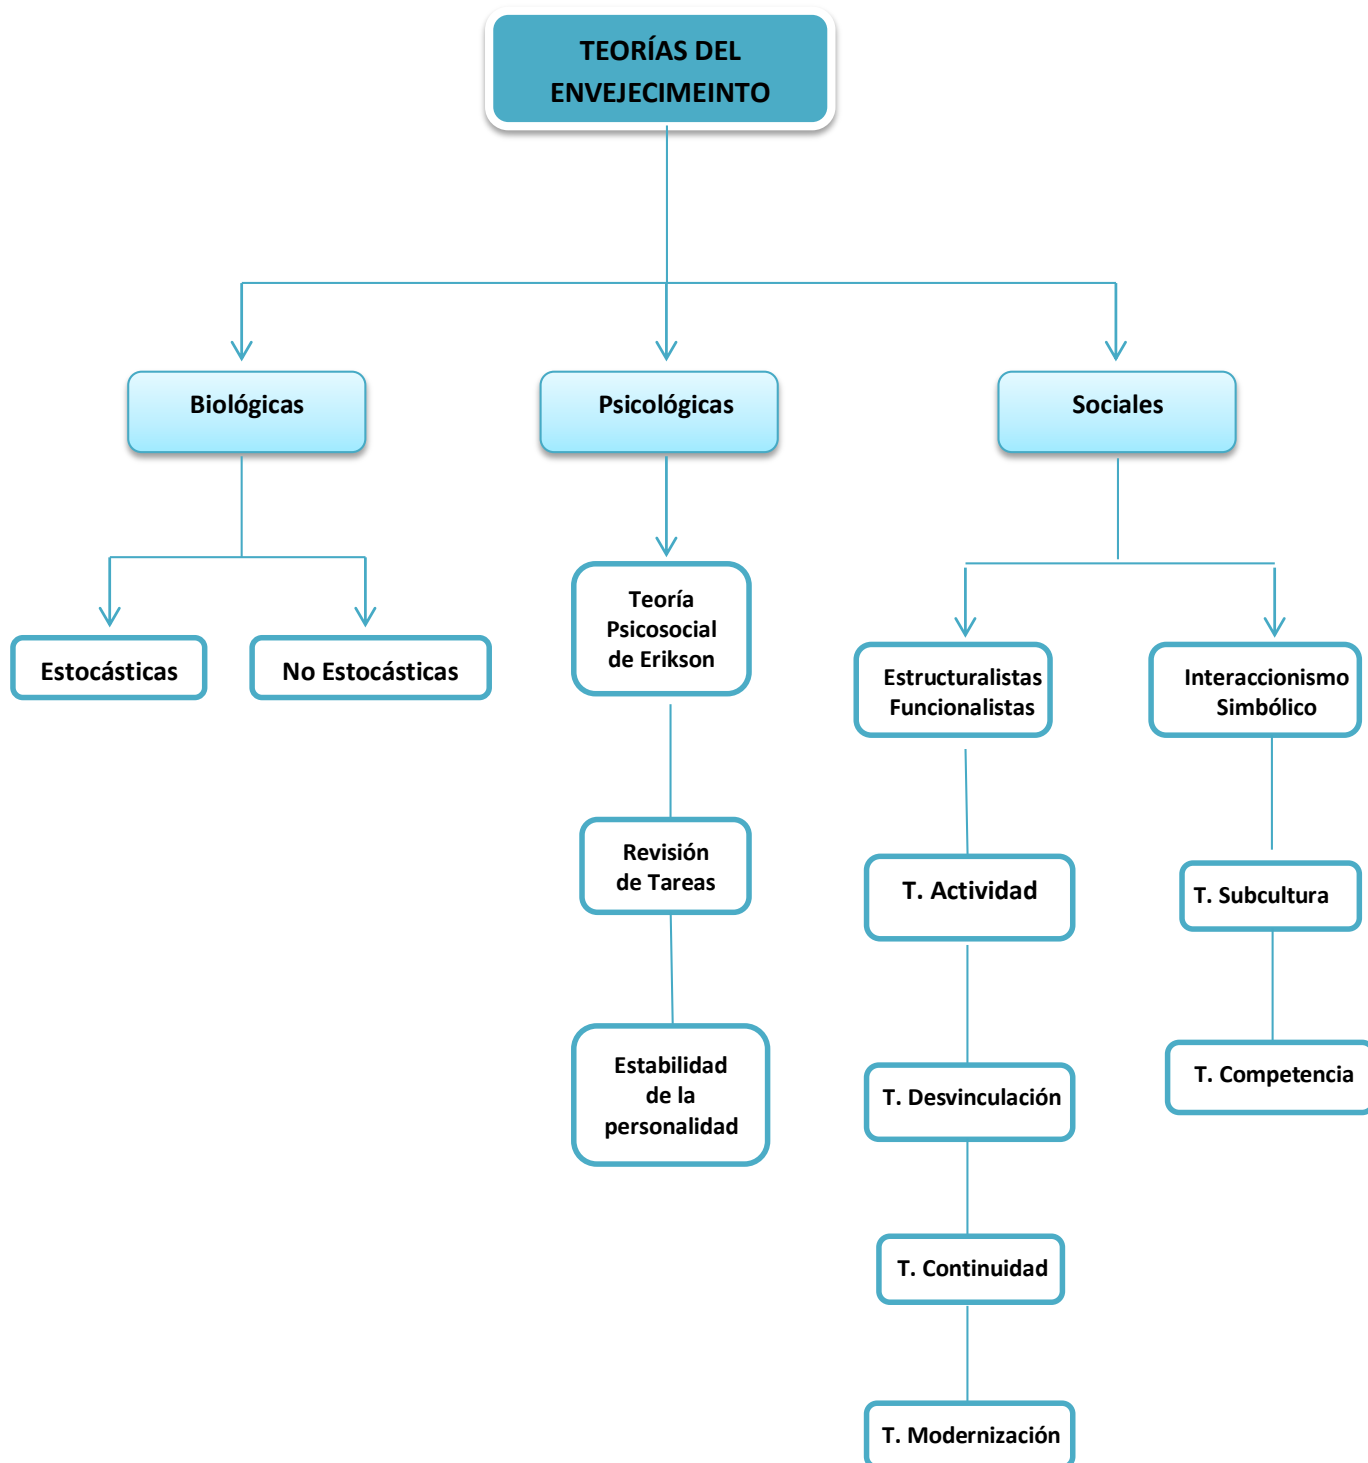 TEORÍAS DEL
ENVEJECIMEINTO
Biológicas
Psicológicas
Sociales
Estocásticas
No Estocásticas
Teoría
Psicosocial
de Erikson
Estructuralistas
Funcionalistas
Interaccionismo
Simbólico
Revisión
de Tareas
T. Actividad
T. Subcultura
Estabilidad
de la
personalidad
T. Desvinculación
T. Competencia
T. Continuidad
T. Modernización